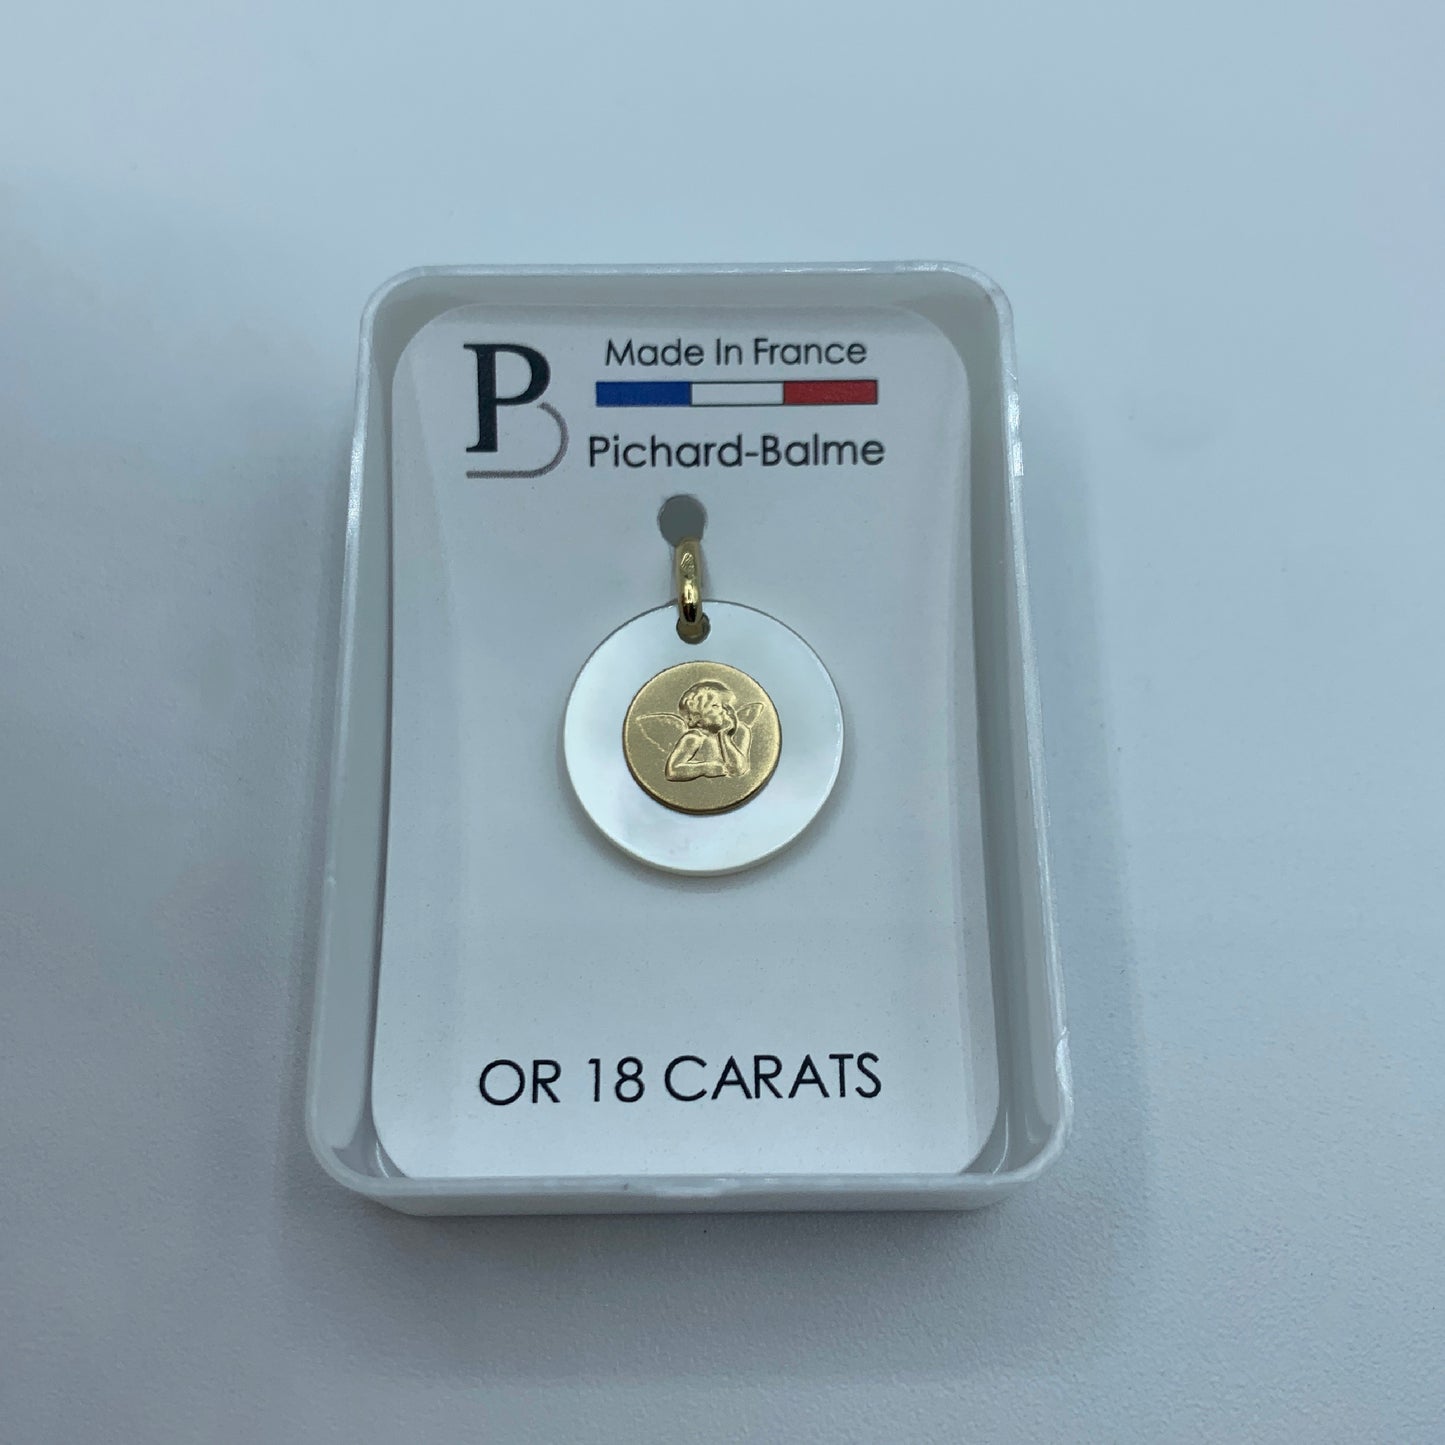 PB
Made In France
Pichard-Balme
OR 18 CARATS